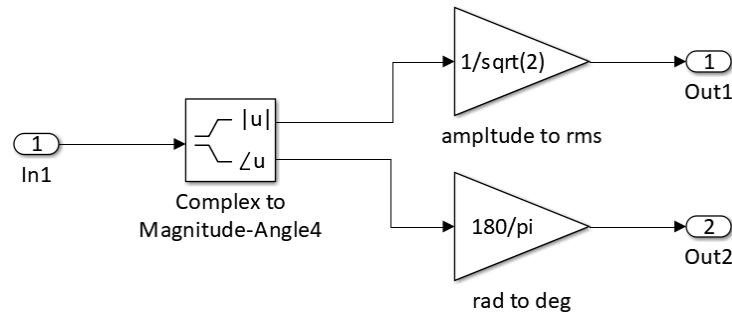 1
In1
|u|
∠u
Complex to
Magnitude-Angle4
1/sqrt(2)
ampltude to rms
1
Out1
180/pi
rad to deg
2
Out2